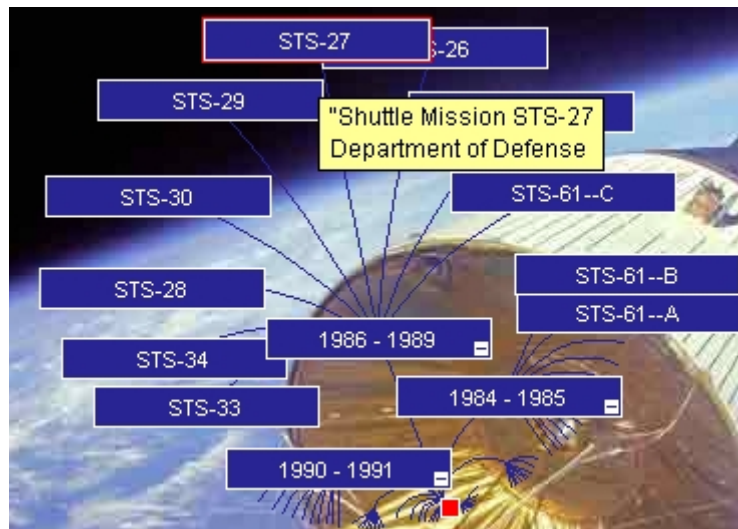 STS-27
-26
STS-29
"Shuttle Mission STS-27
Department of Defense
STS-30
STS-61--C
STS-28
STS-61--B
STS-61--A
1986 - 1989
STS-34
1984 - 1985
STS-33
1990 - 1991